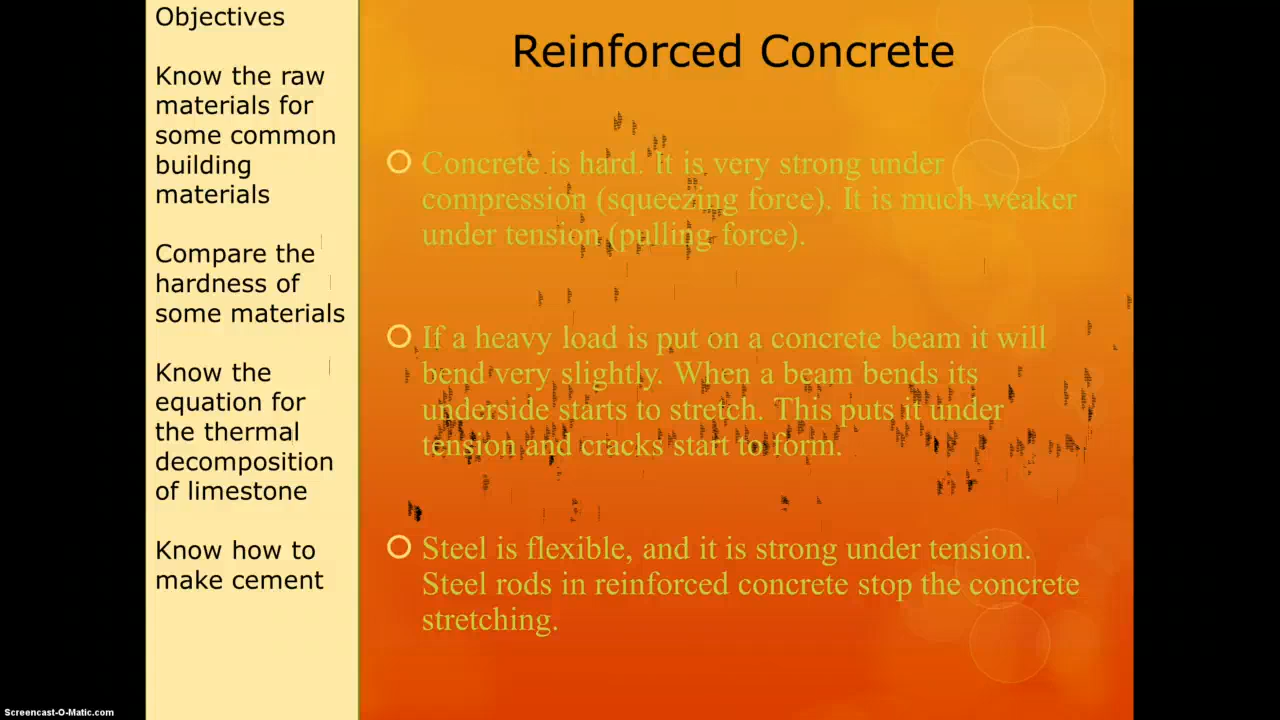 Objectives
Know the raw
materials for
some common
building
materials
Compare the
hardness of
some materials
Know the
equation for
the thermal
decomposition
of limestone
Know how to
make cement
Reinforced Concrete
Concrete is hard. It is very strong under
compression (squeezing force). It is much weaker
under tension (pulling force).
If a heavy load is put on a concrete beam it will
bend very slightly. When a beam bends its
underside starts to stretch. This puts it under
tension and cracks start to form.
Steel is flexible, and it is strong under tension.
Steel rods in reinforced concrete stop the concrete
stretching.
Screencast-O-Matic.com